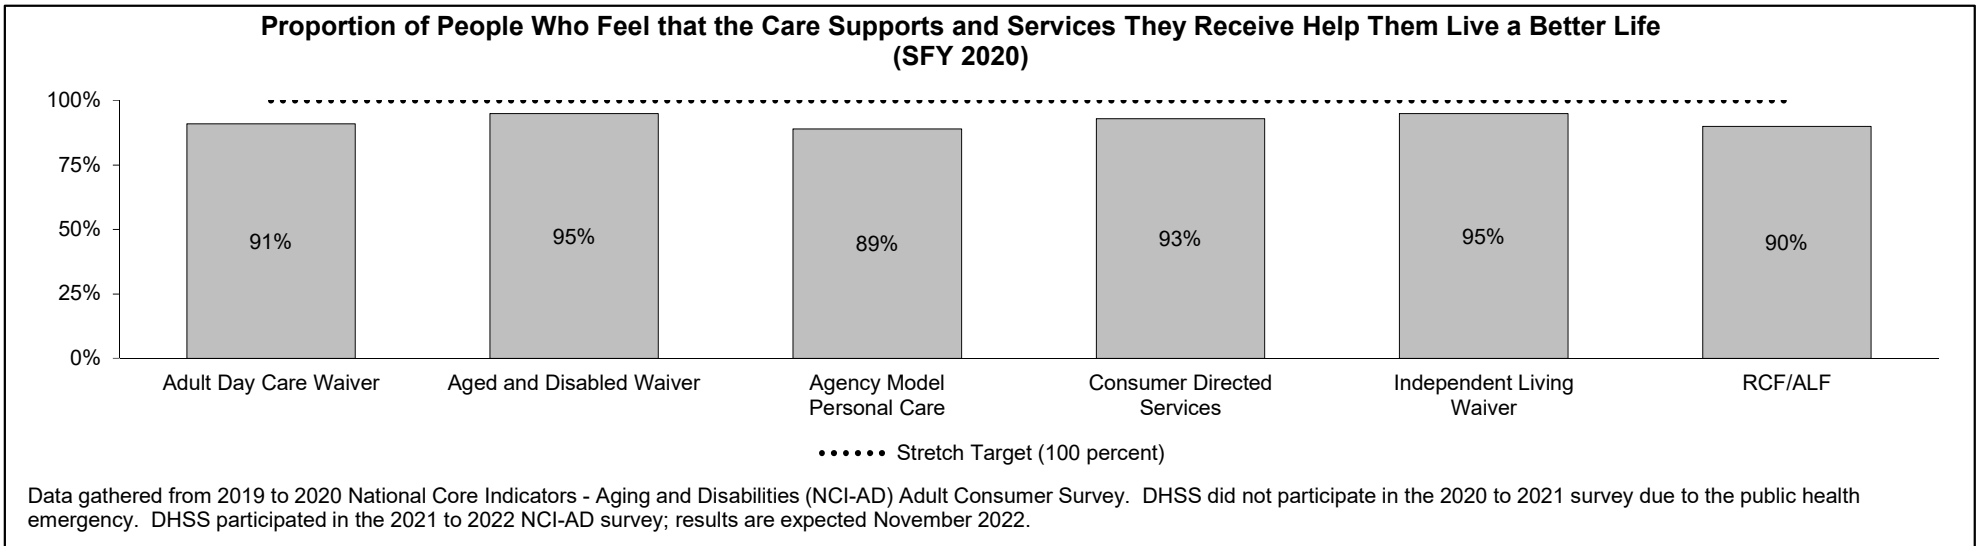 Proportion of People Who Feel that the Care Supports and Services They Receive Help Them Live a Better Life
(SFY 2020)
100%
75%
50%
25%
0%
91%
95%
89%
93%
95%
90%
Adult Day Care Waiver
Aged and Disabled Waiver
Agency Model
Personal Care
Consumer Directed
Services
Independent Living
Waiver
RCF/ALF
Stretch Target (100 percent)
Data gathered from 2019 to 2020 National Core Indicators - Aging and Disabilities (NCI-AD) Adult Consumer Survey.  DHSS did not participate in the 2020 to 2021 survey due to the public health
emergency.  DHSS participated in the 2021 to 2022 NCI-AD survey; results are expected November 2022.